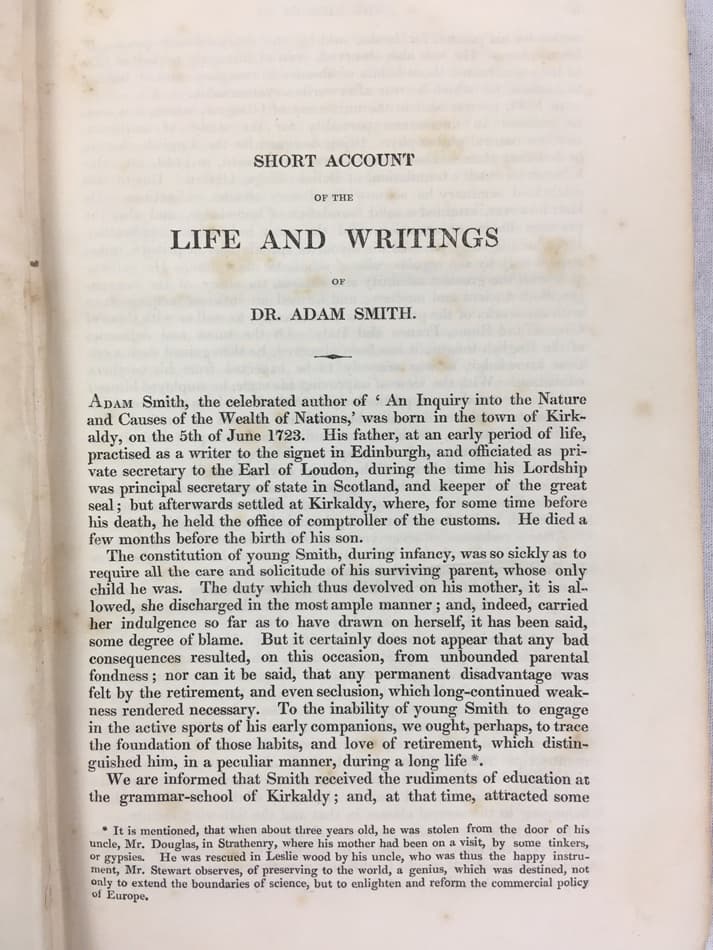 SHORT ACCOUNT
OF THE
LIFE AND WRITINGS
OF
DR. ADAM SMITH.
ADAM Smith, the celebrated author of ‘ An Inquiry into the Nature
and Causes of the Wealth of Nations,’ was born in the town of Kirk-
aldy, on the 5th of June 1723. His father, at an early period of life,
practised as a writer to the signet in Edinburgh, and officiated as pri-
vate secretary to the Earl of Loudon, during the time his Lordship
was principal secretary of state in Scotland, and keeper of the great
seal; but afterwards settled at Kirkaldy, where, for some time before
his death, he held the office of comptroller of the customs. He died a
few months before the birth of his son.
The constitution of young Smith, during infancy, was so sickly as to
require all the care and solicitude of his surviving parent, whose only
child he was. The duty which thus devolved on his mother, it is al-
lowed, she discharged in the most ample manner; and, indeed, carried
her indulgence so far as to have drawn on herself, it has been said,
some degree of blame. But it certainly does not appear that any bad
consequences resulted, on this occasion, from unbounded parental
fondness; nor can it be said, that any permanent disadvantage was
felt by the retirement, and even seclusion, which long-continued weak-
ness rendered necessary. To the inability of young Smith to engage
in the active sports of his early companions, we ought, perhaps, to trace
the foundation of those habits, and love of retirement, which distin-
guished him, in a peculiar manner, during a long life *.
We are informed that Smith received the rudiments of education at
the grammar-school of Kirkaldy; and, at that time, attracted some
* It is mentioned, that when about three years old, he was stolen from the door of his
uncle, Mr. Douglas, in Strathenry, where his mother had been on a visit, by some tinkers,
or gypsies. He was rescued in Leslie wood by his uncle, who was thus the happy instru-
ment, Mr. Stewart observes, of preserving to the world, a genius, which was destined, not
only to extend the boundaries of science, but to enlighten and reform the commercial policy
of Europe.